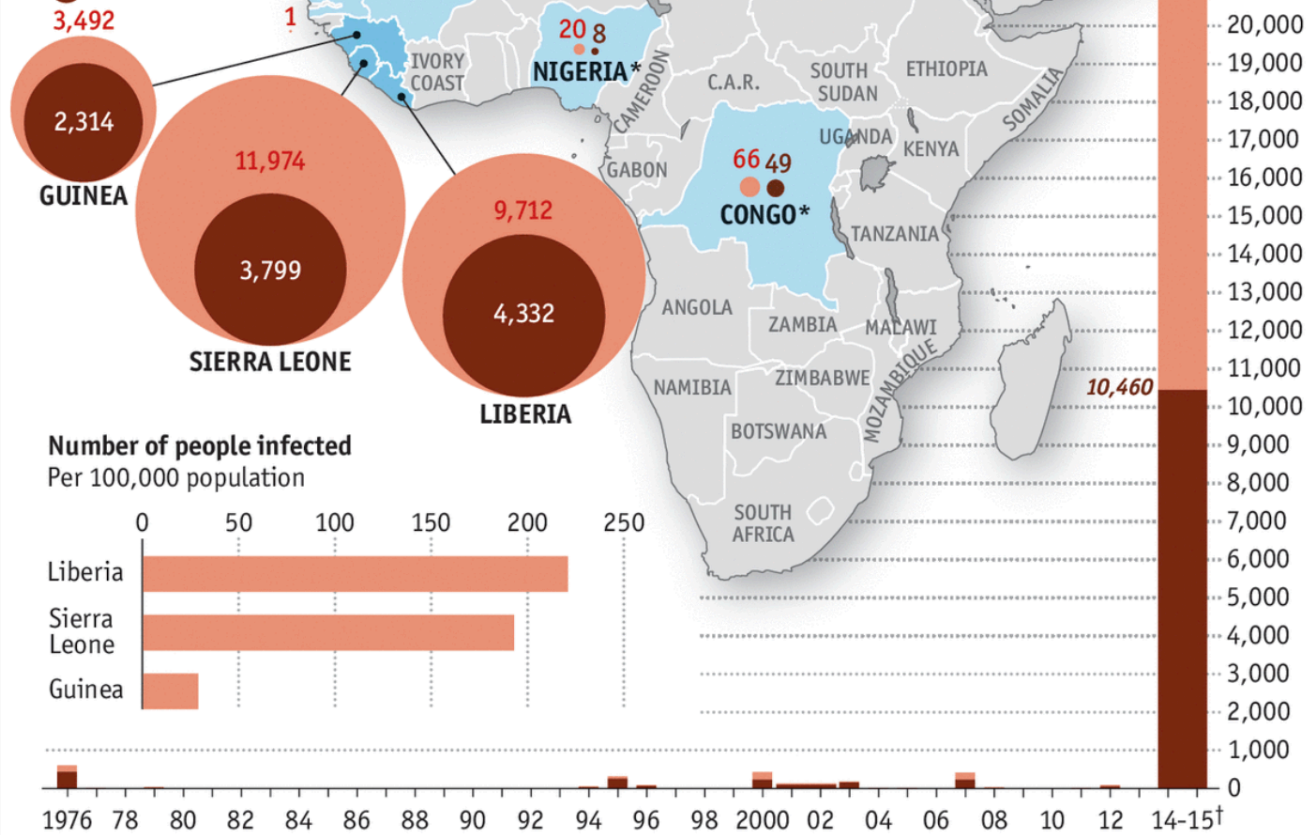 3,492
2,314
GUINEA
1
11,974
3,799
SIERRA LEONE
9,712
4,332
LIBERIA
IVORY
COAST
20 8
NIGERIA*
CAMEROON
C.A.R.
SOUTH
SUDAN
ETHIOPIA
SOMALIA
UGANDA
KENYA
GABON
66 49
CONGO*
TANZANIA
ANGOLA
ZAMBIA
MALAWI
MOZAMBIQUE
ZIMBABWE
NAMIBIA
BOTSWANA
SOUTH
AFRICA
Number of people infected
Per 100,000 population
0 50 100 150 200 250
Liberia
Sierra
Leone
Guinea
10,460
20,000
19,000
18,000
17,000
16,000
15,000
14,000
13,000
12,000
11,000
10,000
9,000
8,000
7,000
6,000
5,000
4,000
3,000
2,000
1,000
0
1976 78 80 82 84 86 88 90 92 94 96 98 2000 02 04 06 08 10 12 14-15†